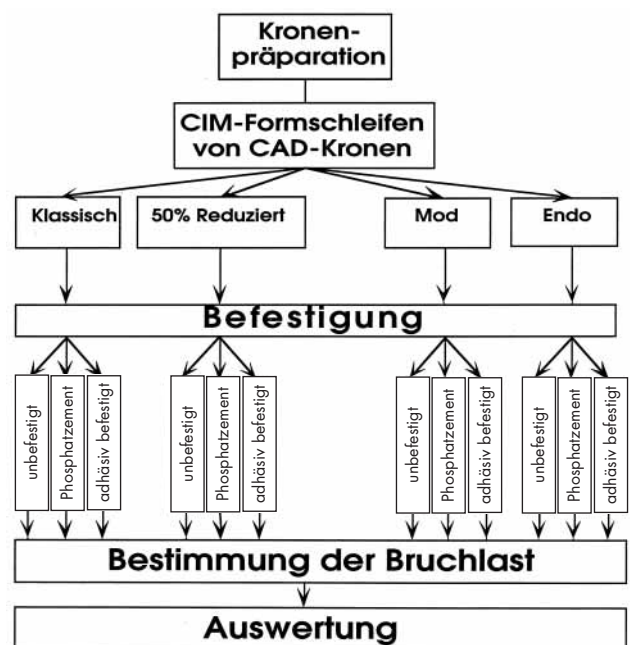 Kronen-
präparation
CIM-Formschleifen
von CAD-Kronen
Klassisch
50% Reduziert
Mod
Endo
Befestigung
unbefestigt
Phosphatzement
adhäsiv befestigt
unbefestigt
Phosphatzement
adhäsiv befestigt
unbefestigt
Phosphatzement
adhäsiv befestigt
unbefestigt
Phosphatzement
adhäsiv befestigt
Bestimmung der Bruchlast
Auswertung